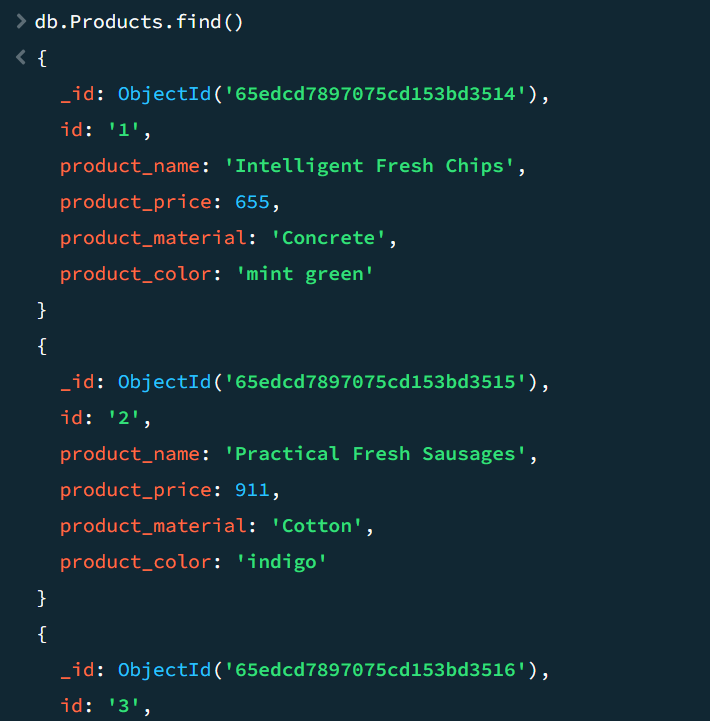 > db.Products.find()
< {
_id: ObjectId('65edcd7897075cd153bd3514'),
id: '1',
product_name: 'Intelligent Fresh Chips',
product_price: 655,
product_material: 'Concrete',
product_color: 'mint green'
}
{
_id: ObjectId('65edcd7897075cd153bd3515'),
id: '2',
product_name: 'Practical Fresh Sausages',
product_price: 911,
product_material: 'Cotton',
product_color: 'indigo'
}
{
_id: ObjectId('65edcd7897075cd153bd3516'),
id: '3',